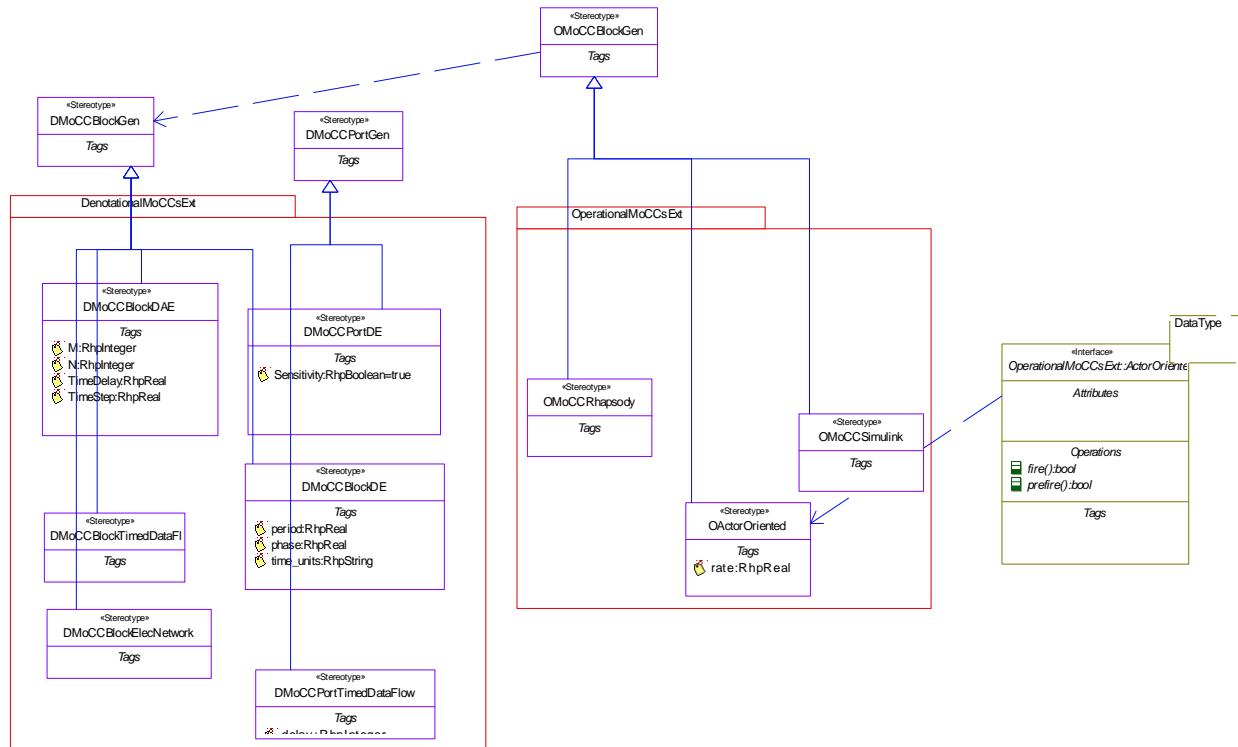 «Stereotype»
OMoCCBlockGen
Tags
«Stereotype»
DMoCCBlockGen
Tags
«Stereotype»
DMoCCPortGen
Tags
DenotationalMoCCsExt
«Stereotype»
DMoCCBlockDAE
Tags
M:RhpInteger
N:RhpInteger
TimeDelay:RhpReal
TimeStep:RhpReal
«Stereotype»
DMoCCPortDE
Tags
Sensitivity:RhpBoolean=true
«Stereotype»
DMoCCBlockDE
Tags
period:RhpReal
phase:RhpReal
time_units:RhpString
«Stereotype»
DMoCCBlockTimedDataFl
Tags
«Stereotype»
DMoCCBlockElecNetwork
Tags
«Stereotype»
DMoCCPortTimedDataFlow
Tags
delay:RhpInteger
OperationalMoCCsExt
«Stereotype»
OMoCCRhapsody
Tags
«Stereotype»
OMoCCSimulink
Tags
«Stereotype»
OActorOriented
Tags
rate:RhpReal
DataType
«Interface»
OperationalMoCCsExt::ActorOriente
Attributes
Operations
fire():bool
prefire():bool
Tags